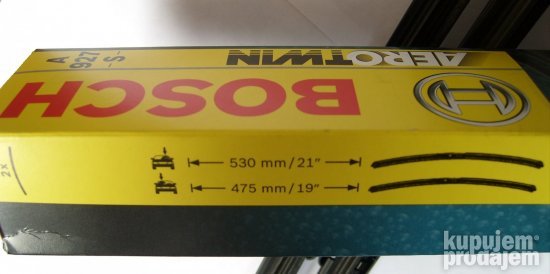 A
927
-S-
AEROTWIN
BOSCH
2x
530 mm/21"
475 mm/19"
kupujem
prodajem